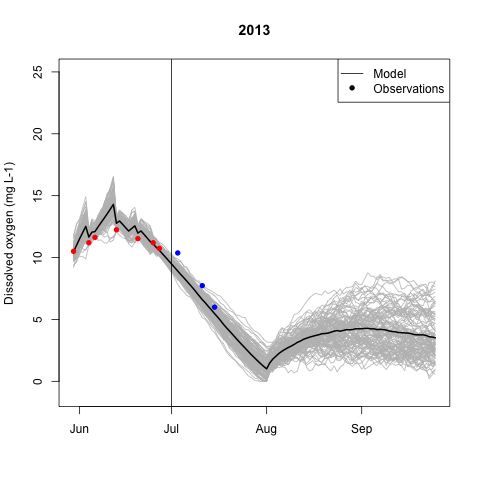 2013
Model
Observations
Dissolved oxygen (mg L-1)
25
20
15
10
5
0
Jun
Jul
Aug
Sep